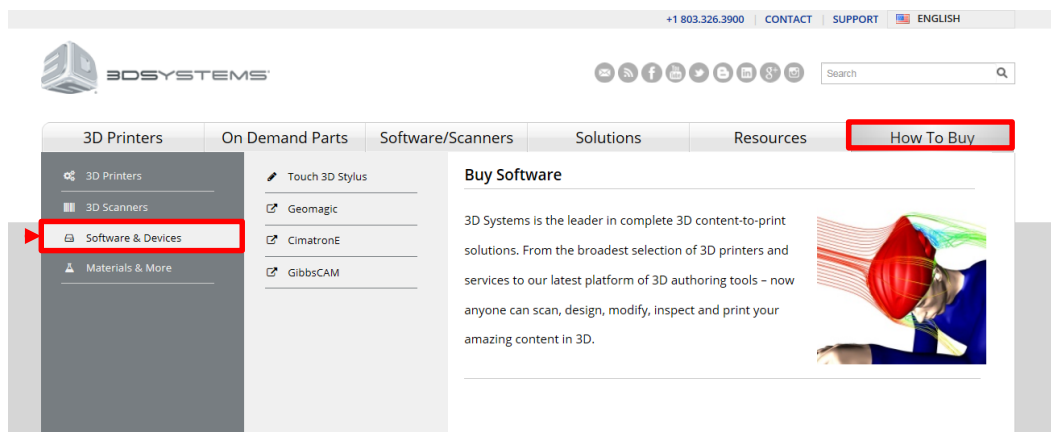 +1 803.326.3900 | CONTACT | SUPPORT ENGLISH
3DSYSTEMS
Search
3D Printers On Demand Parts Software/Scanners Solutions Resources How To Buy
3D Printers
3D Scanners
Software & Devices
Materials & More
Touch 3D Stylus
Geomagic
CimatronE
GibbsCAM
Buy Software
3D Systems is the leader in complete 3D content-to-print
solutions. From the broadest selection of 3D printers and
services to our latest platform of 3D authoring tools – now
anyone can scan, design, modify, inspect and print your
amazing content in 3D.